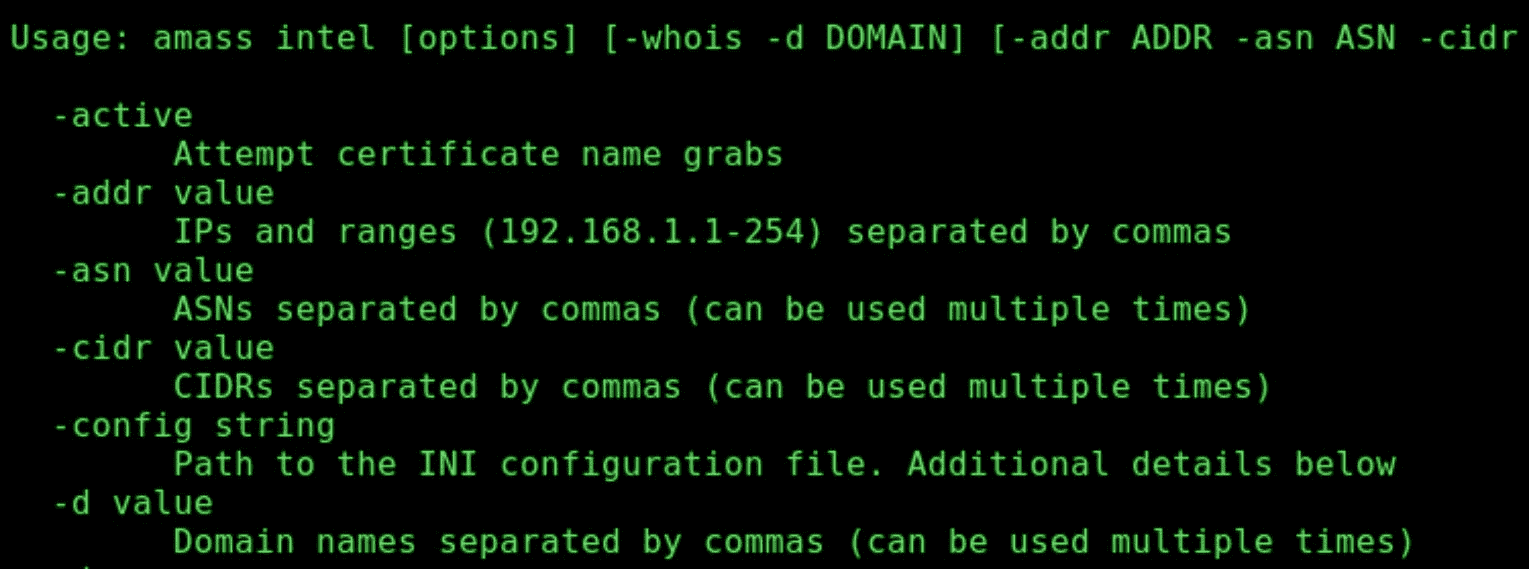 Usage: amass intel [options] [-whois -d DOMAIN] [-addr ADDR -asn ASN -cidr
-active
Attempt certificate name grabs
-addr value
IPs and ranges (192.168.1.1-254) separated by commas
-asn value
ASNs separated by commas (can be used multiple times)
-cidr value
CIDRs separated by commas (can be used multiple times)
-config string
Path to the INI configuration file. Additional details below
-d value
Domain names separated by commas (can be used multiple times)